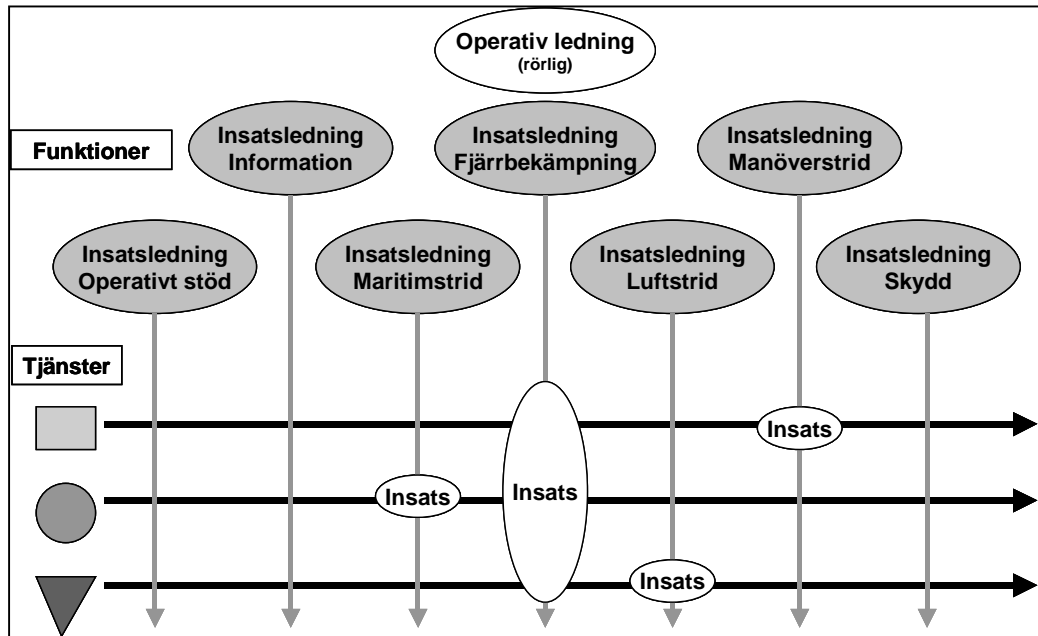 Operativ ledning
(rörlig)
Funktioner
Insatsledning
Information
Insatsledning
Fjärrbekämpning
Insatsledning
Manöverstrid
Insatsledning
Operativt stöd
Insatsledning
Maritimstrid
Insatsledning
Luftstrid
Insatsledning
Skydd
Tjänster
Insats
Insats
Insats
Insats